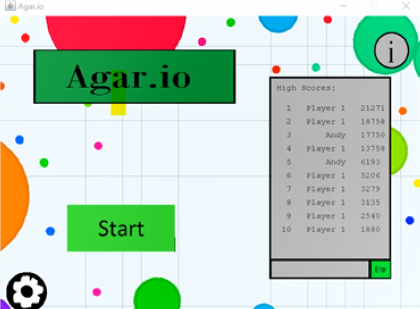 Agar.io
Agar.io
i
High Scores:
1 Player 1 21271
2 Player 1 18758
3 Andy 17750
4 Player 1 13758
5 Andy 6193
6 Player 1 5206
7 Player 1 3279
8 Player 1 3135
9 Player 1 2540
10 Player 1 1880
Start